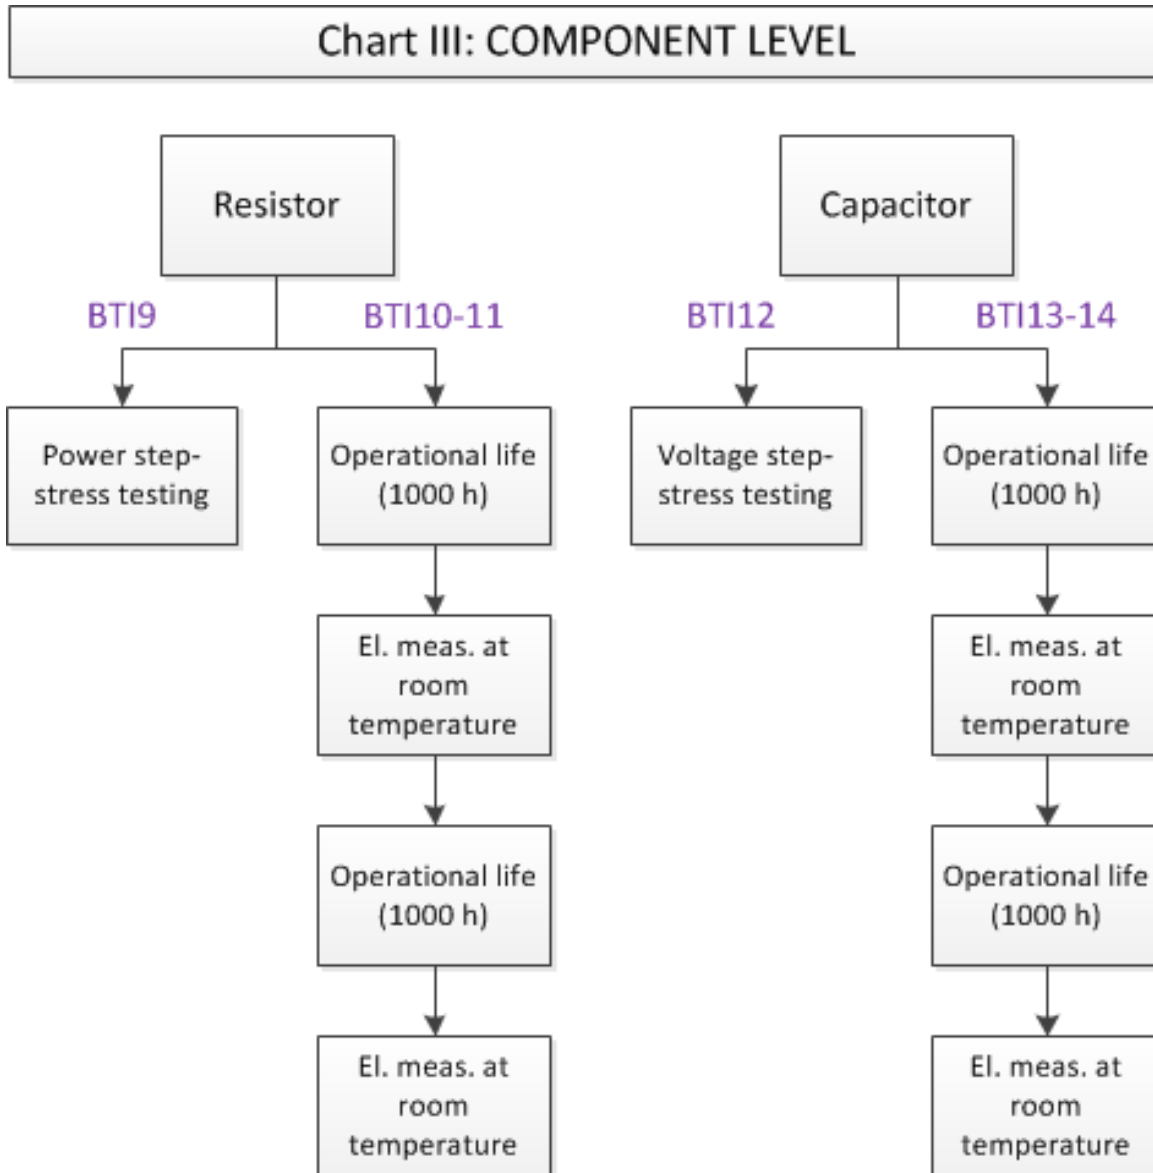 Chart III: COMPONENT LEVEL
Resistor
Capacitor
BTI9
BTI10-11
BTI12
BTI13-14
Power step-
stress testing
Operational life
(1000 h)
Voltage step-
stress testing
Operational life
(1000 h)
El. meas. at
room
temperature
El. meas. at
room
temperature
Operational life
(1000 h)
Operational life
(1000 h)
El. meas. at
room
temperature
El. meas. at
room
temperature